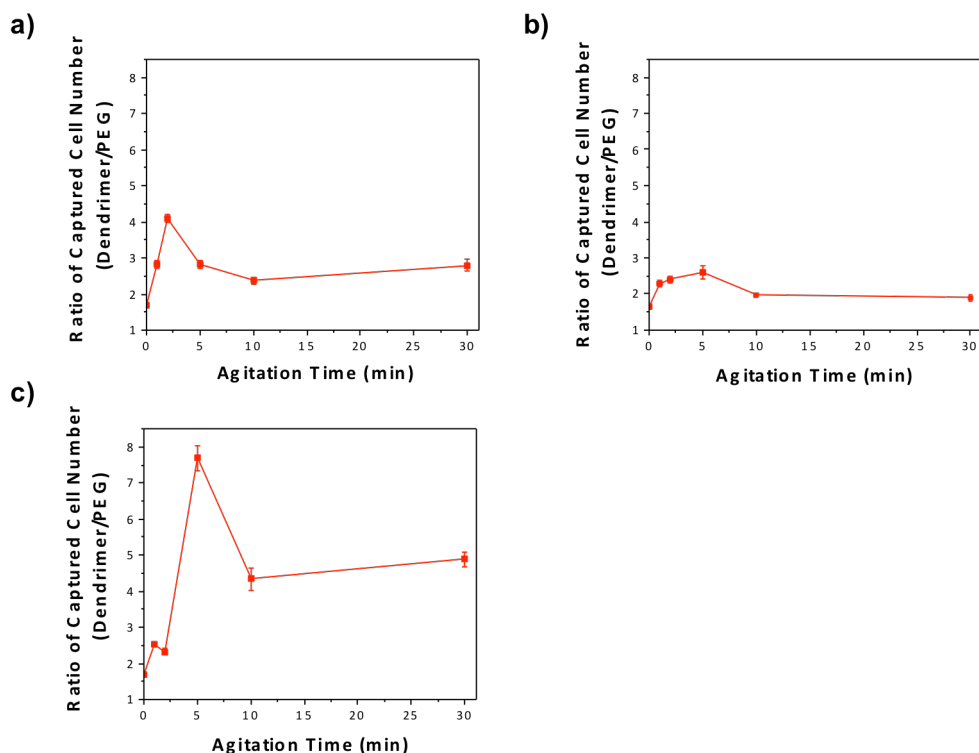 a)
Ratio of Captured Cell Number
(Dendrimer/PEG)
8
7
6
5
4
3
2
1
0 5 10 15 20 25 30
Agitation Time (min)
b)
Ratio of Captured Cell Number
(Dendrimer/PEG)
8
7
6
5
4
3
2
1
0 5 10 15 20 25 30
Agitation Time (min)
c)
Ratio of Captured Cell Number
(Dendrimer/PEG)
8
7
6
5
4
3
2
1
0 5 10 15 20 25 30
Agitation Time (min)